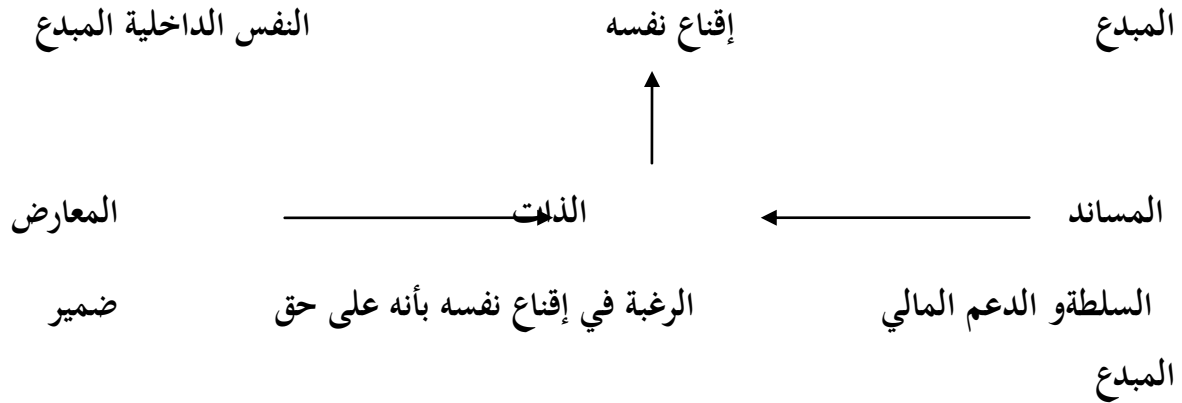 المبدع إقناع نفسه النفس الداخلية المبدع
المساند الذات المعارض
السلطةو الدعم المالي الرغبة في إقناع نفسه بأنه على حق ضمير
المبدع